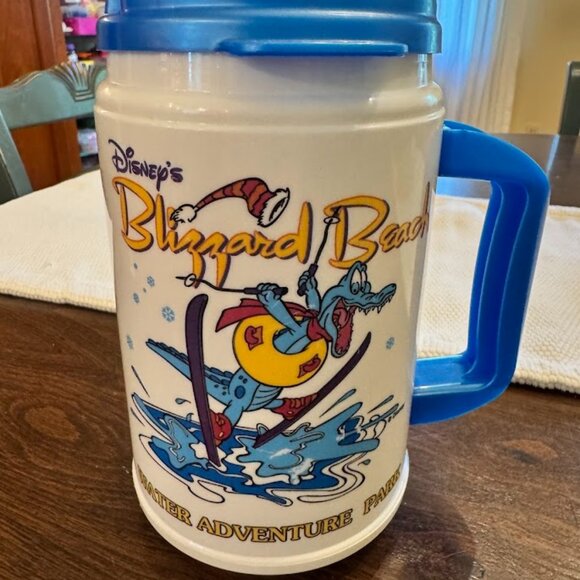 Disney's
Blizzard Beach
WATER ADVENTURE PARK